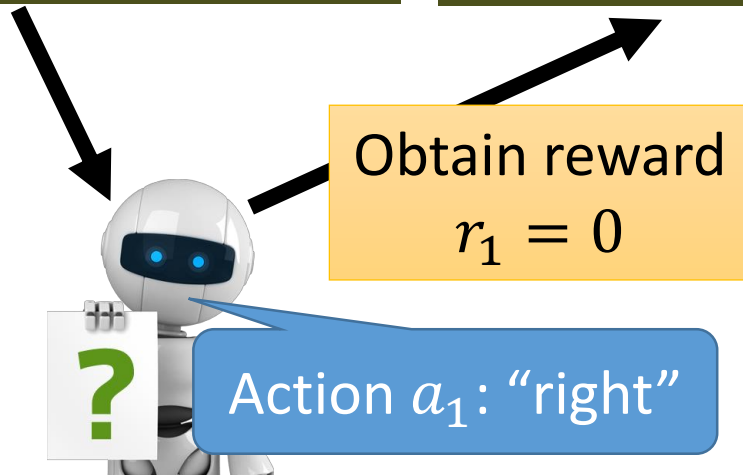 Obtain reward
r₁ = 0
?
Action a₁: “right”